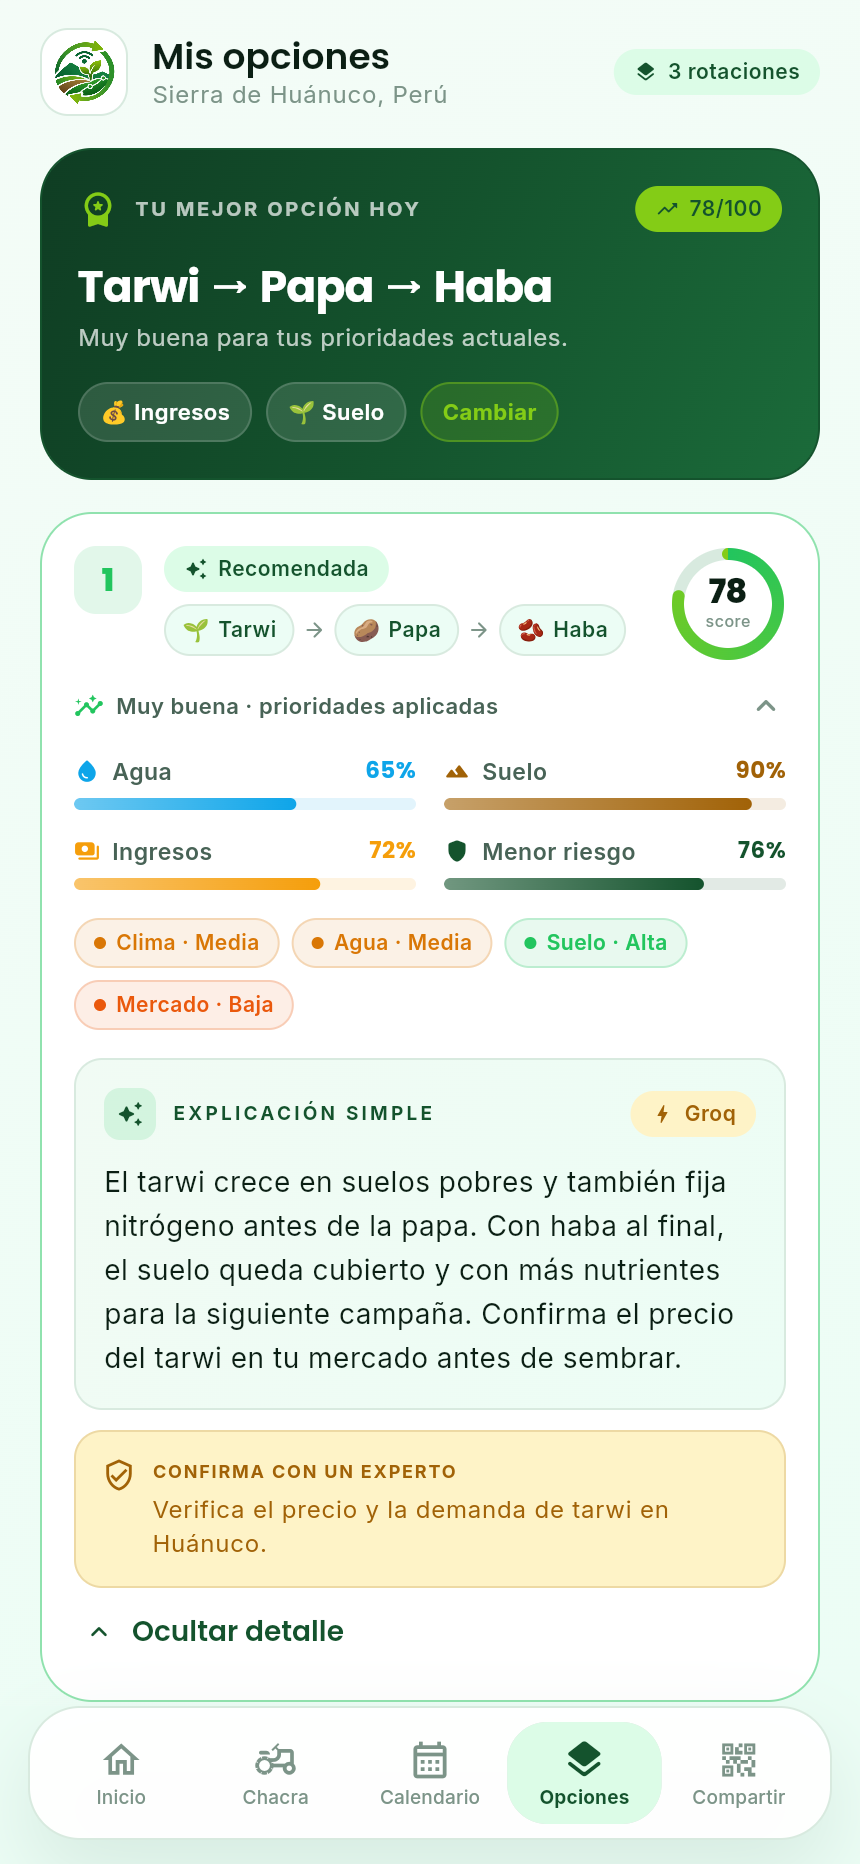 Mis opciones
Sierra de Huánuco, Perú
3 rotaciones
TU MEJOR OPCIÓN HOY
78/100
Tarwi → Papa → Haba
Muy buena para tus prioridades actuales.
💰 Ingresos
🌱 Suelo
Cambiar
1
Recomendada
🌱 Tarwi → 🥔 Papa → 🫘 Haba
78
score
Muy buena · prioridades aplicadas
Agua 65%
Suelo 90%
Ingresos 72%
Menor riesgo 76%
Clima · Media
Agua · Media
Suelo · Alta
Mercado · Baja
EXPLICACIÓN SIMPLE
Groq
El tarwi crece en suelos pobres y también fija
nitrógeno antes de la papa. Con haba al final,
el suelo queda cubierto y con más nutrientes
para la siguiente campaña. Confirma el precio
del tarwi en tu mercado antes de sembrar.
CONFIRMA CON UN EXPERTO
Verifica el precio y la demanda de tarwi en
Huánuco.
Ocultar detalle
Inicio
Chacra
Calendario
Opciones
Compartir